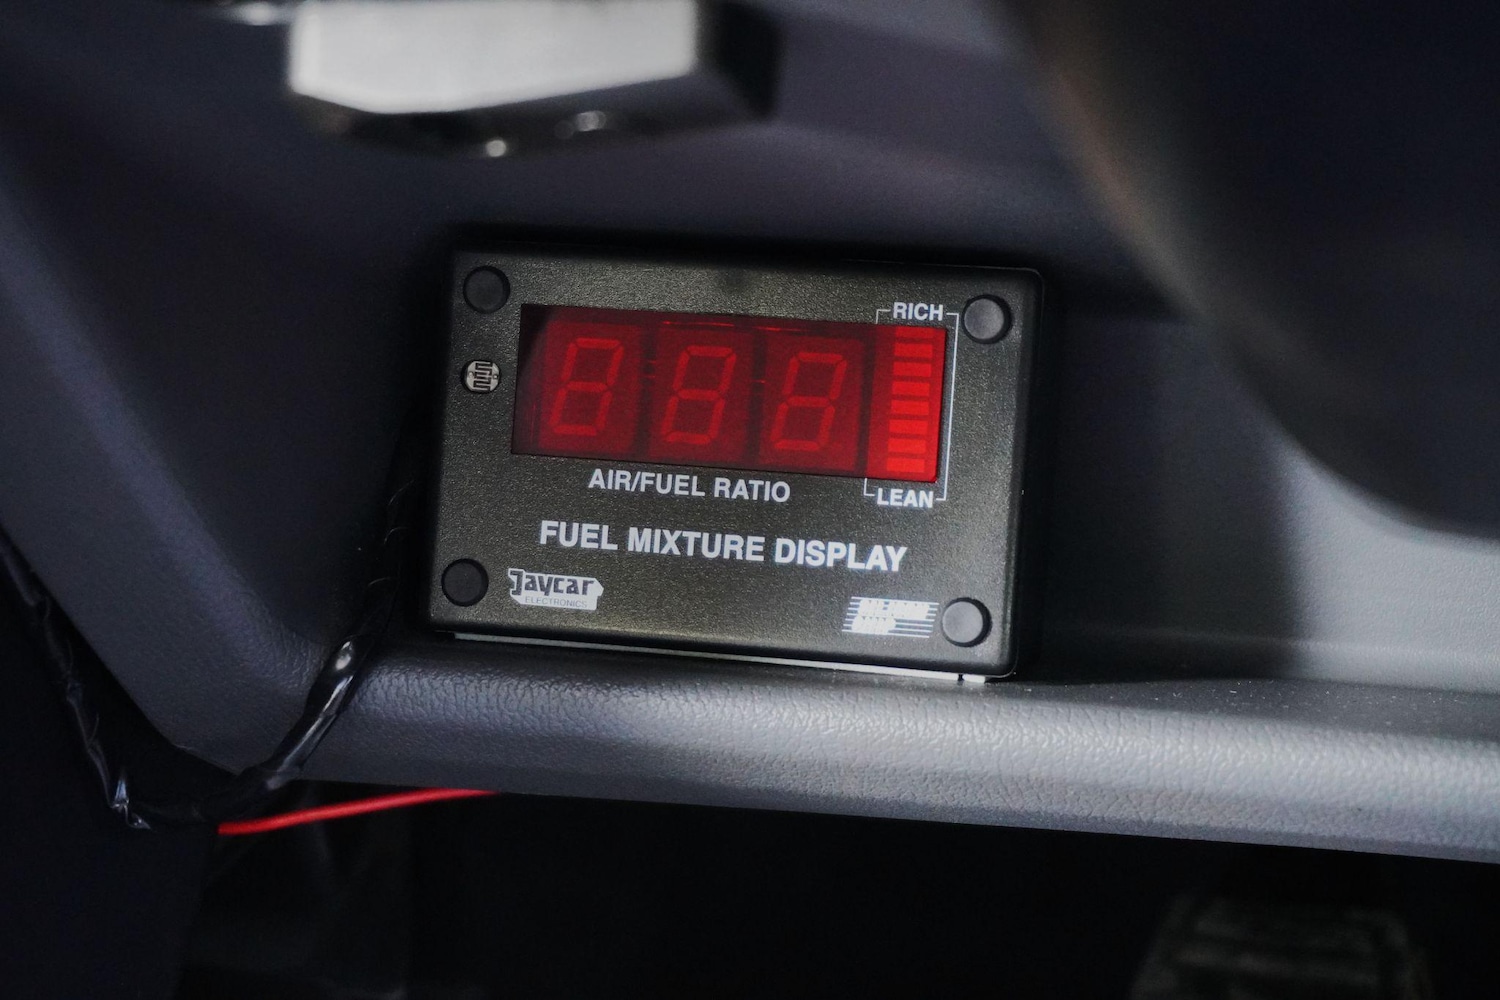 RICH
AIR/FUEL RATIO
LEAN
FUEL MIXTURE DISPLAY
Jaycar
ELECTRONICS